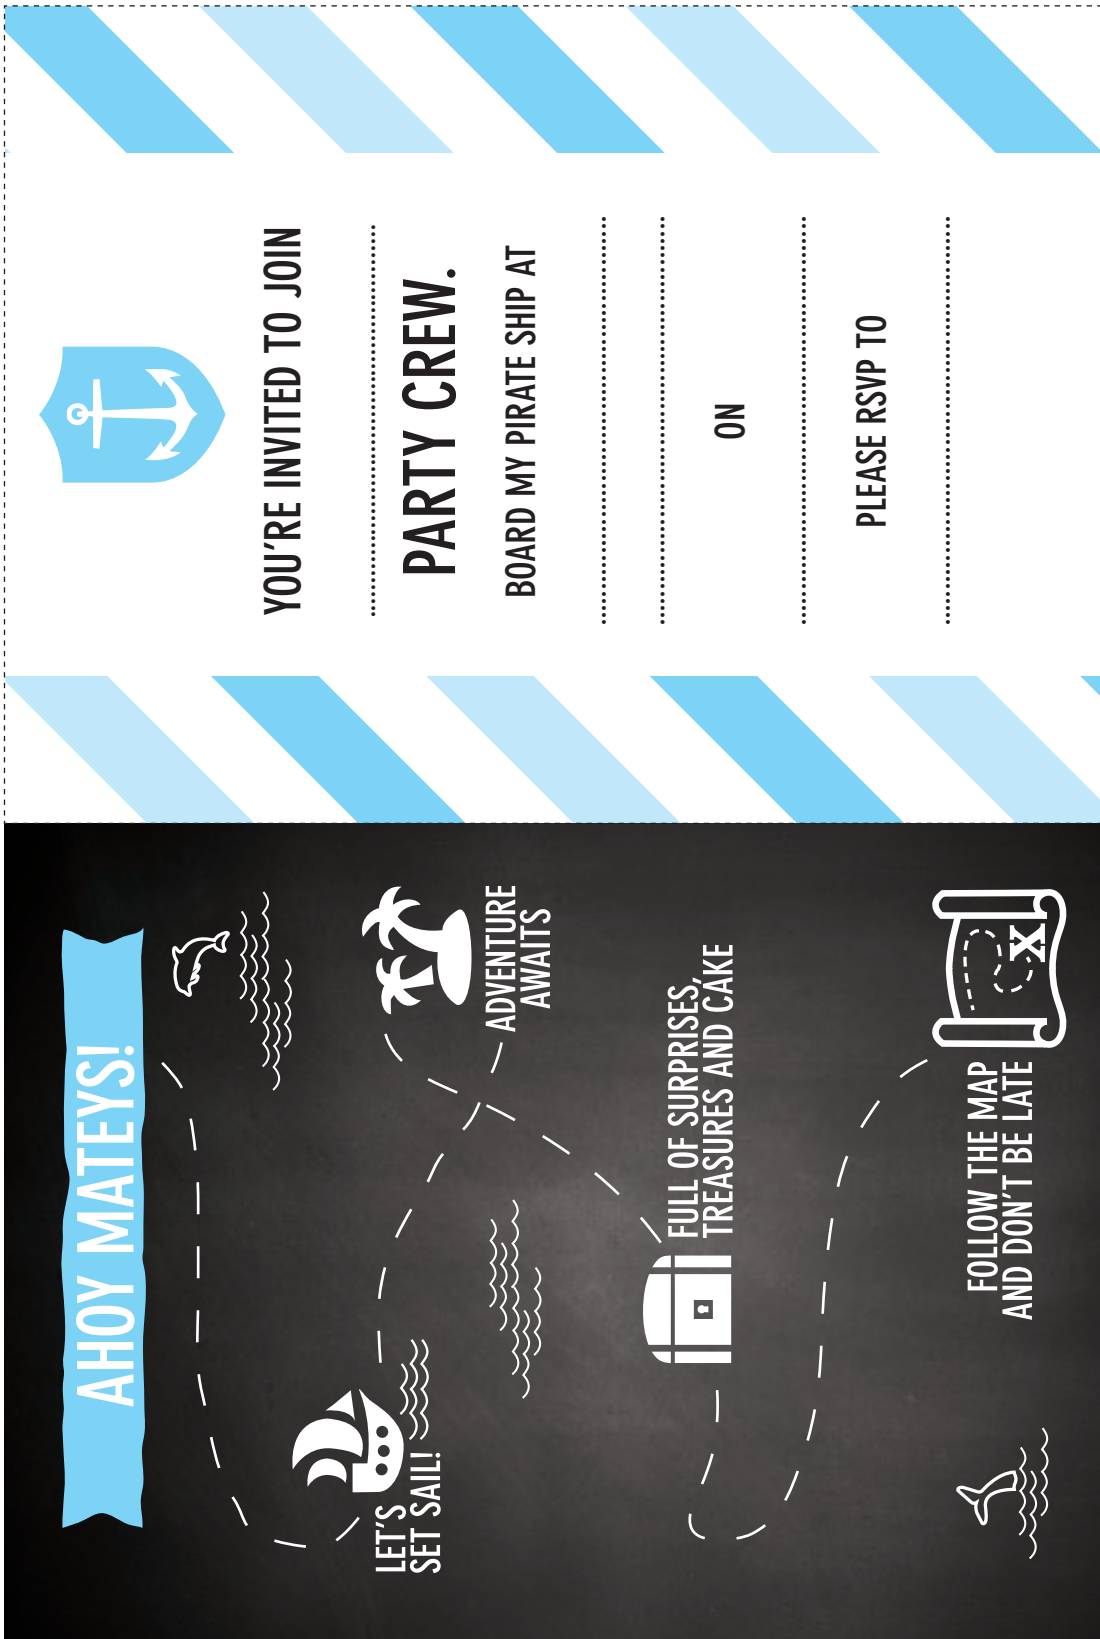 AHOY MATEYS!
LET'S
SET SAIL!
ADVENTURE
AWAITS
FULL OF SURPRISES,
TREASURES AND CAKE
FOLLOW THE MAP
AND DON'T BE LATE
X
YOU'RE INVITED TO JOIN
PARTY CREW.
BOARD MY PIRATE SHIP AT
ON
PLEASE RSVP TO